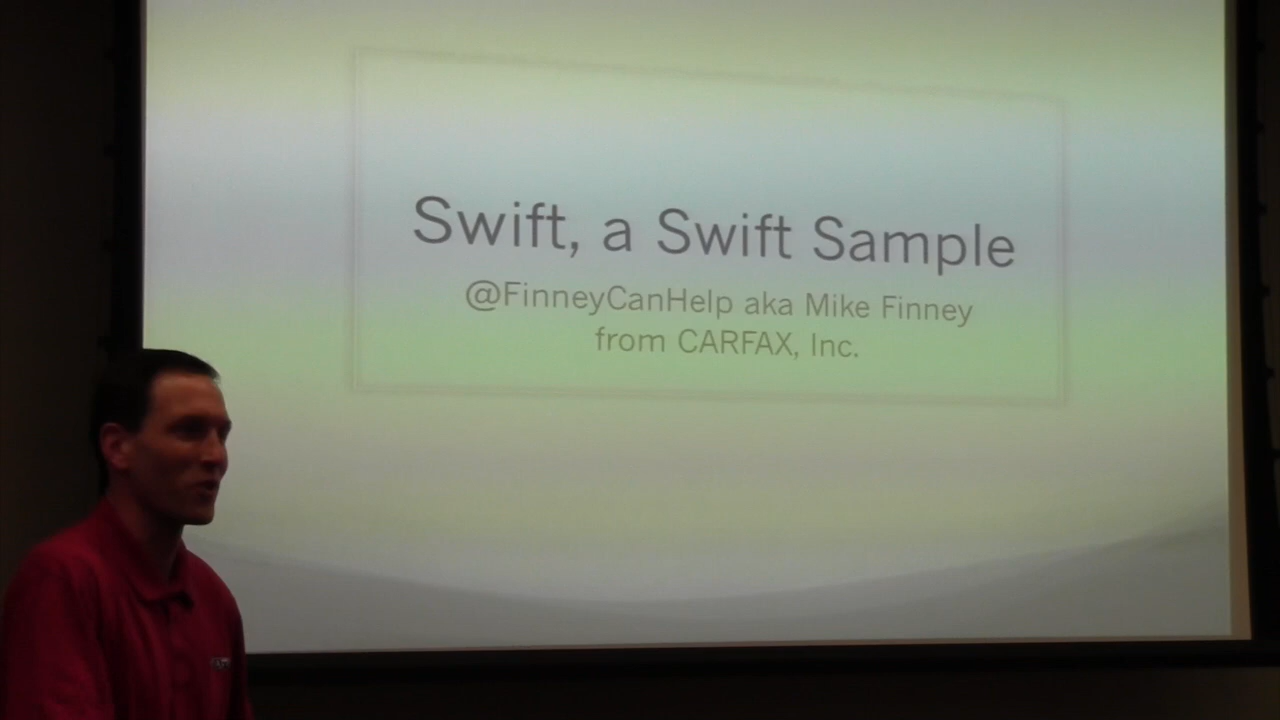 Swift, a Swift Sample
@FinneyCanHelp aka Mike Finney
from CARFAX, Inc.